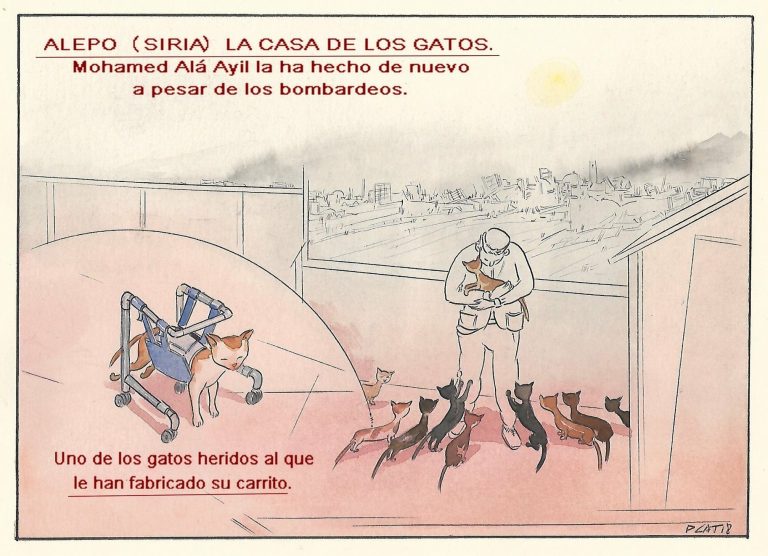 ALEPO (SIRIA) LA CASA DE LOS GATOS.
Mohamed Alá Ayil la ha hecho de nuevo
a pesar de los bombardeos.
Uno de los gatos heridos al que
le han fabricado su carrito.